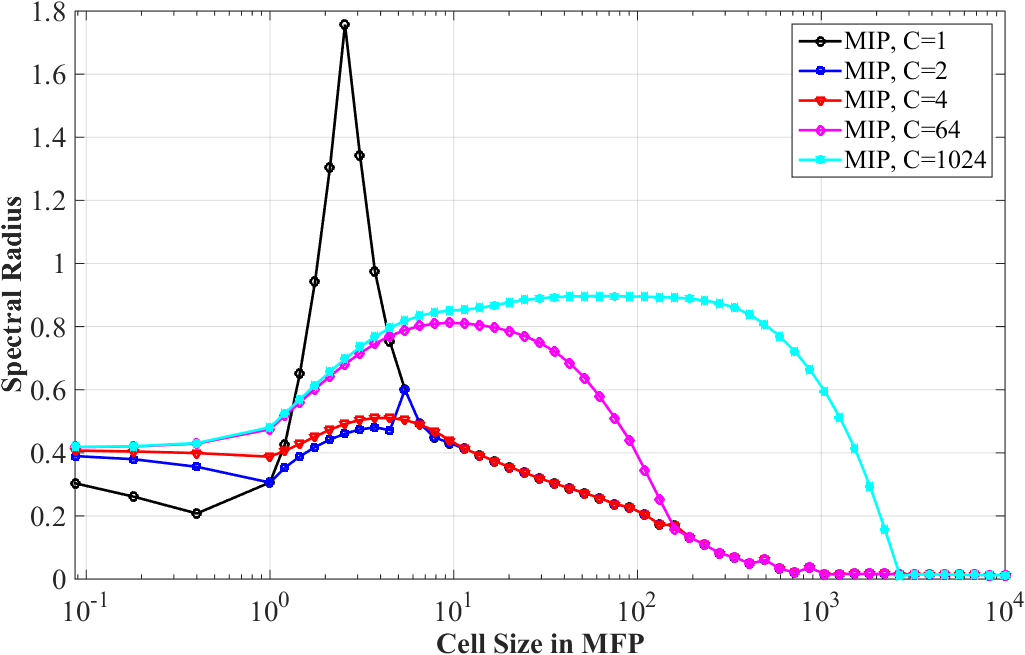 1.8
1.6
1.4
1.2
1
0.8
0.6
0.4
0.2
0
Spectral Radius
MIP, C=1
MIP, C=2
MIP, C=4
MIP, C=64
MIP, C=1024
10^-1
10^0
10^1
10^2
10^3
10^4
Cell Size in MFP